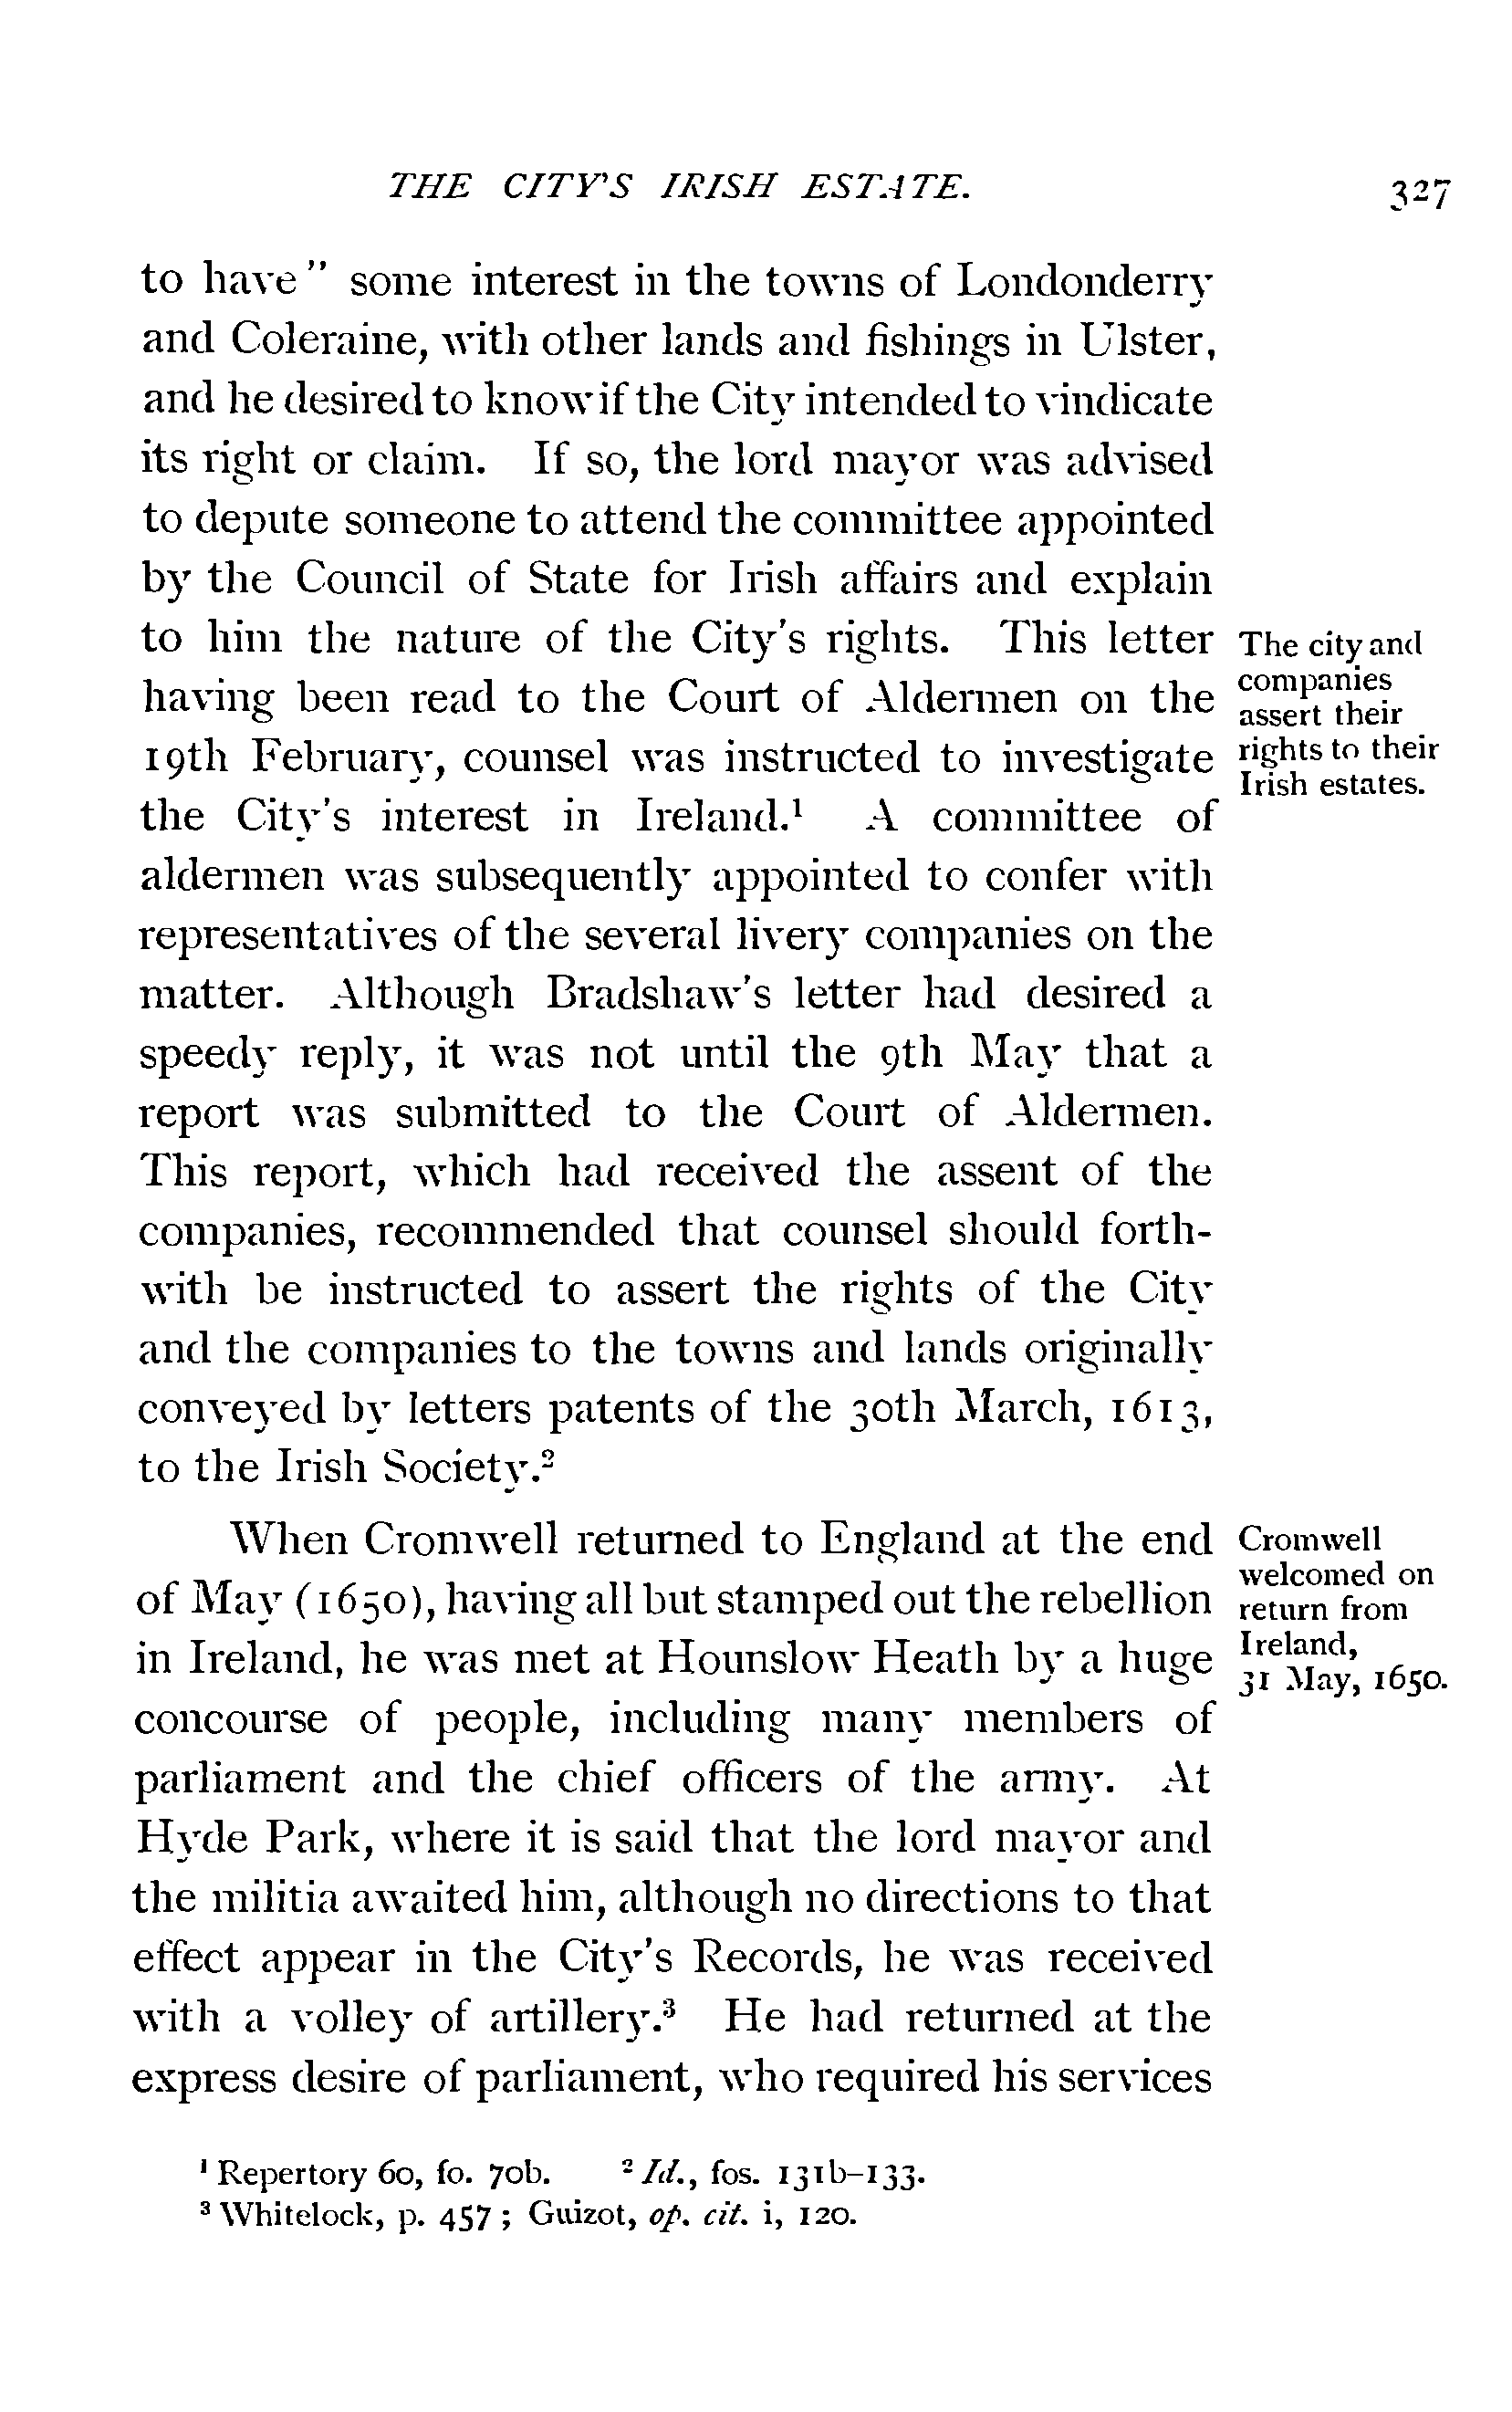 THE CITY'S IRISH ESTATE.
327
to have" some interest in the towns of Londonderry
and Coleraine, with other lands and fishings in Ulster,
and he desired to know if the City intended to vindicate
its right or claim. If so, the lord mayor was advised
to depute someone to attend the committee appointed
by the Council of State for Irish affairs and explain
to him the nature of the City's rights. This letter
having been read to the Court of Aldermen on the
19th February, counsel was instructed to investigate
the City's interest in Ireland.¹ A committee of
aldermen was subsequently appointed to confer with
representatives of the several livery companies on the
matter. Although Bradshaw's letter had desired a
speedy reply, it was not until the 9th May that a
report was submitted to the Court of Aldermen.
This report, which had received the assent of the
companies, recommended that counsel should forth-
with be instructed to assert the rights of the City
and the companies to the towns and lands originally
conveyed by letters patents of the 30th March, 1613,
to the Irish Society.²
The city and
companies
assert their
rights to their
Irish estates.
When Cromwell returned to England at the end
of May (1650), having all but stamped out the rebellion
in Ireland, he was met at Hounslow Heath by a huge
concourse of people, including many members of
parliament and the chief officers of the army. At
Hyde Park, where it is said that the lord mayor and
the militia awaited him, although no directions to that
effect appear in the City's Records, he was received
with a volley of artillery.³ He had returned at the
express desire of parliament, who required his services
Cromwell
welcomed on
return from
Ireland,
31 May, 1650.
¹ Repertory 60, fo. 70b. ² Id., fos. 131b–133.
³ Whitelock, p. 457; Guizot, op. cit. i, 120.